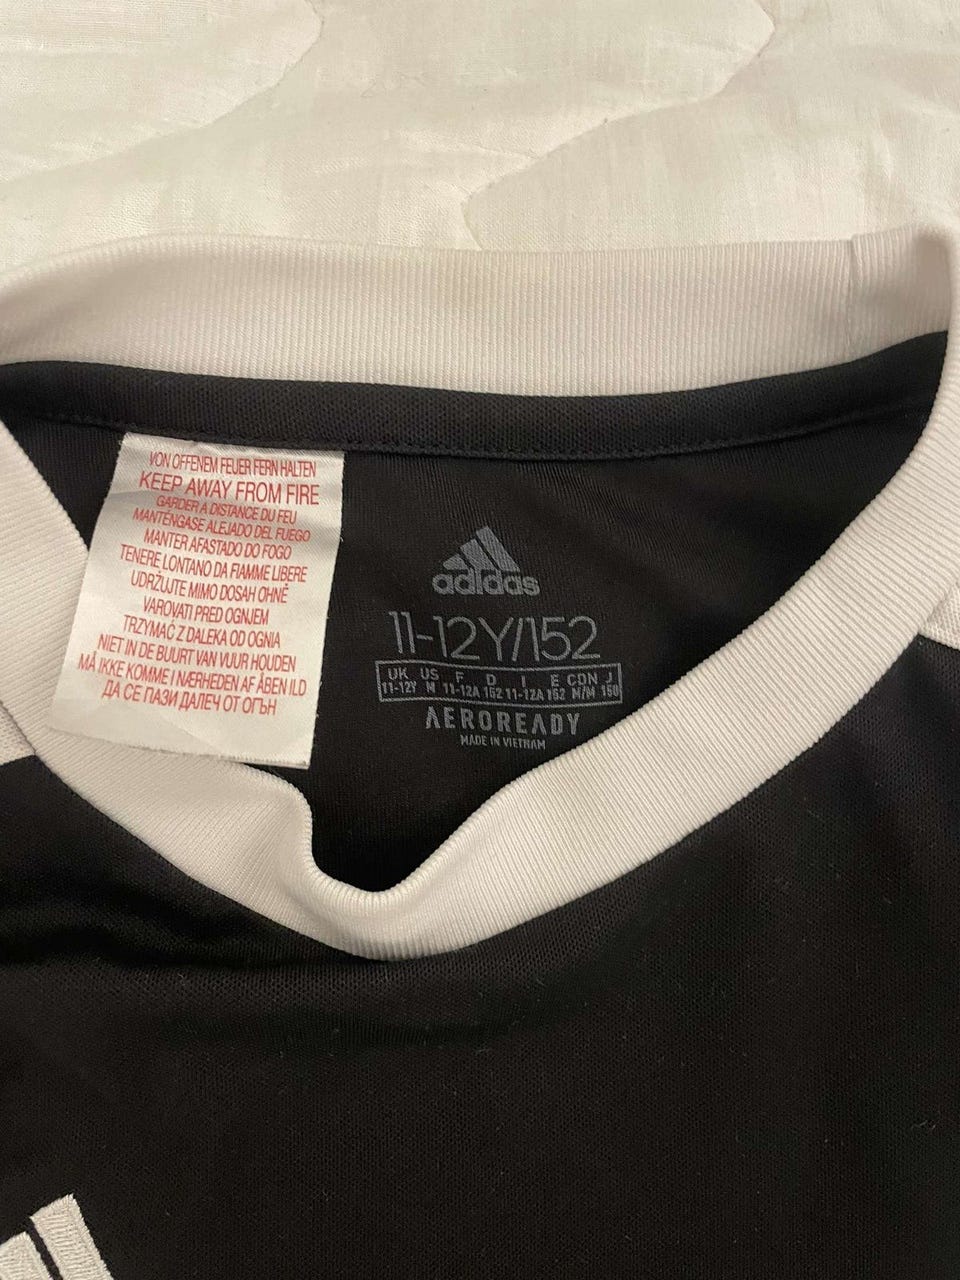 VON OFFENEM FEUER FERN HALTEN
KEEP AWAY FROM FIRE
GARDER A DISTANCE DU FEU
MANTÉNGASE ALEJADO DEL FUEGO
MANTER AFASTADO DO FOGO
TENERE LONTANO DA FIAMME LIBERE
UDRŽUJTE MIMO DOSAH OHNĚ
VAROVATI PRED OGNJEM
TRZYMAĆ Z DALEKA OD OGNIA
NIET IN DE BUURT VAN VUUR HOUDEN
MÅ IKKE KOMME I NÆRHEDEN AF ÅBEN ILD
ДА СЕ ПАЗИ ДАЛЕЧ ОТ ОГЪН
adidas
11-12Y/152
UK US F D I E CDN J
11-12Y M 11-12A 152 11-12A 152 M/M 150
AEROREADY
MADE IN VIETNAM